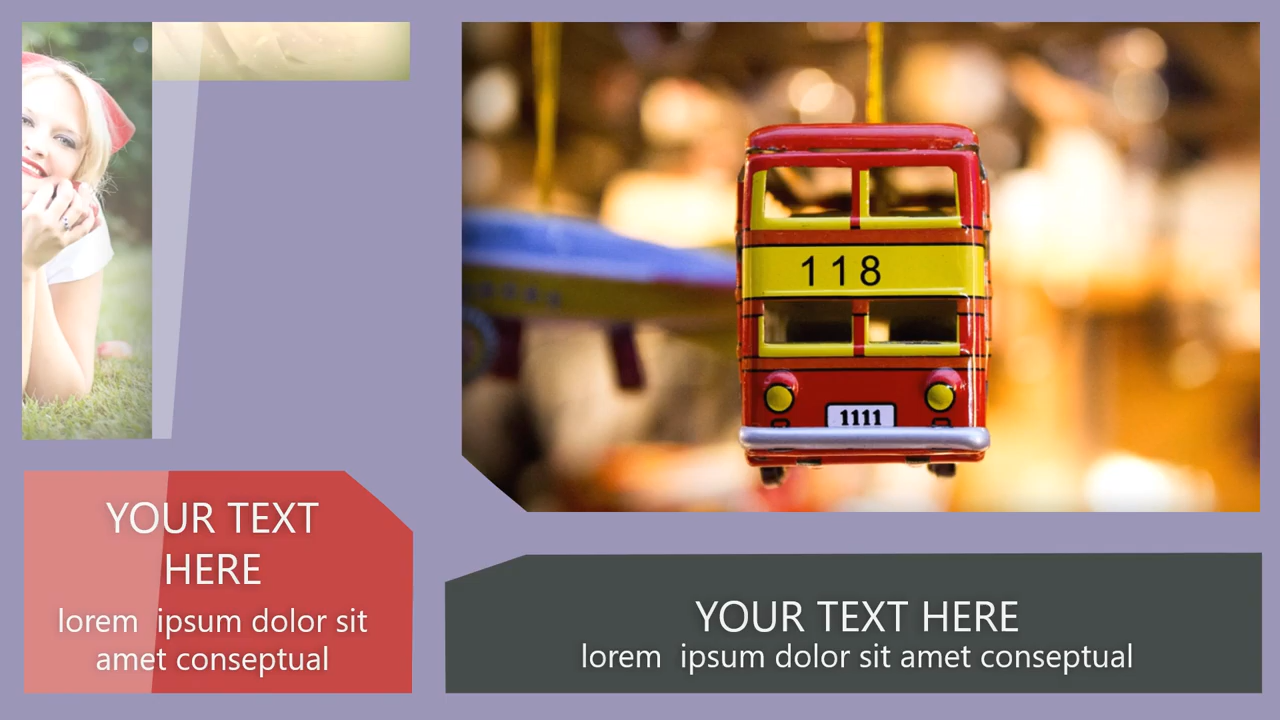 118
1111
YOUR TEXT
HERE
lorem  ipsum dolor sit
amet conseptual
YOUR TEXT HERE
lorem  ipsum dolor sit amet conseptual